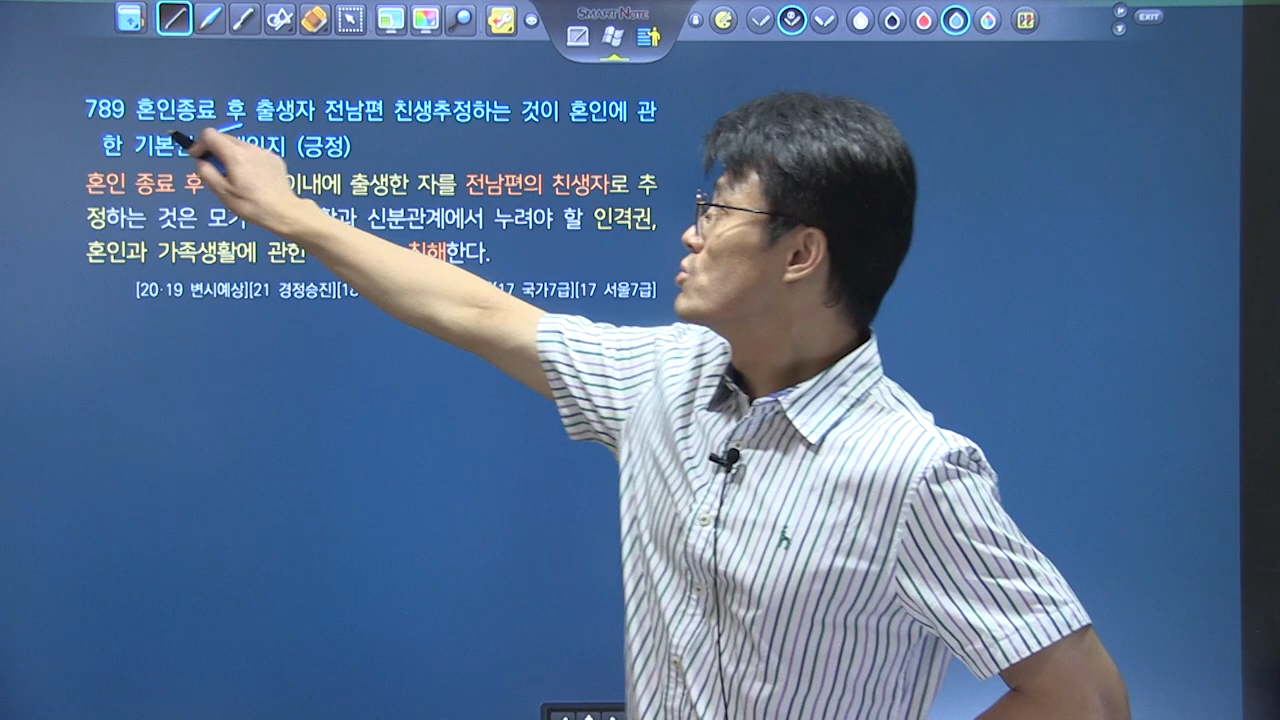 SMART NOTE
EXIT
789 혼인종료 후 출생자 전남편 친생추정하는 것이 혼인에 관
한 기본 인지 (긍정)
혼인 종료 후 이내에 출생한 자를 전남편의 친생자로 추
정하는 것은 모가 신분관계에서 누려야 할 인격권,
혼인과 가족생활에 관한 침해한다.
[20·19 변시예상][21 경정승진][18 17 국가7급][17 서울7급]